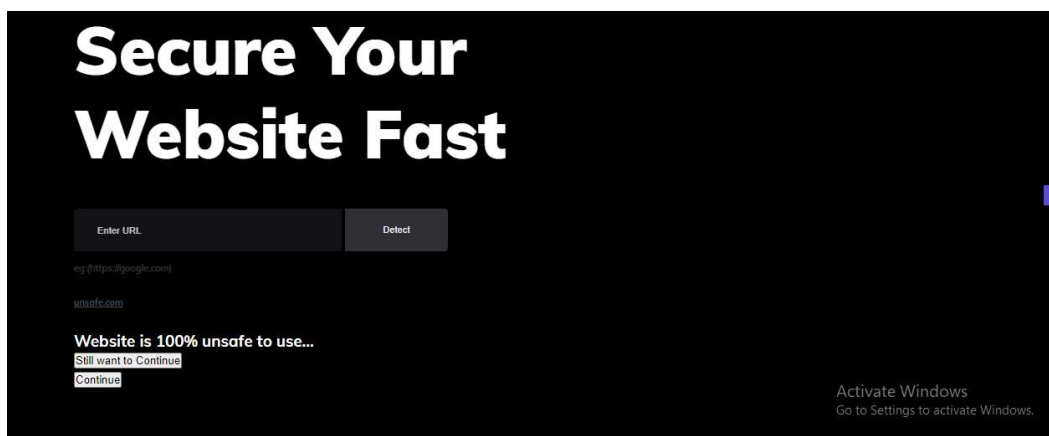 Secure Your
Website Fast
Enter URL
Detect
eg:(https://google.com)
unsafe.com
Website is 100% unsafe to use...
Still want to Continue
Continue
Activate Windows
Go to Settings to activate Windows.